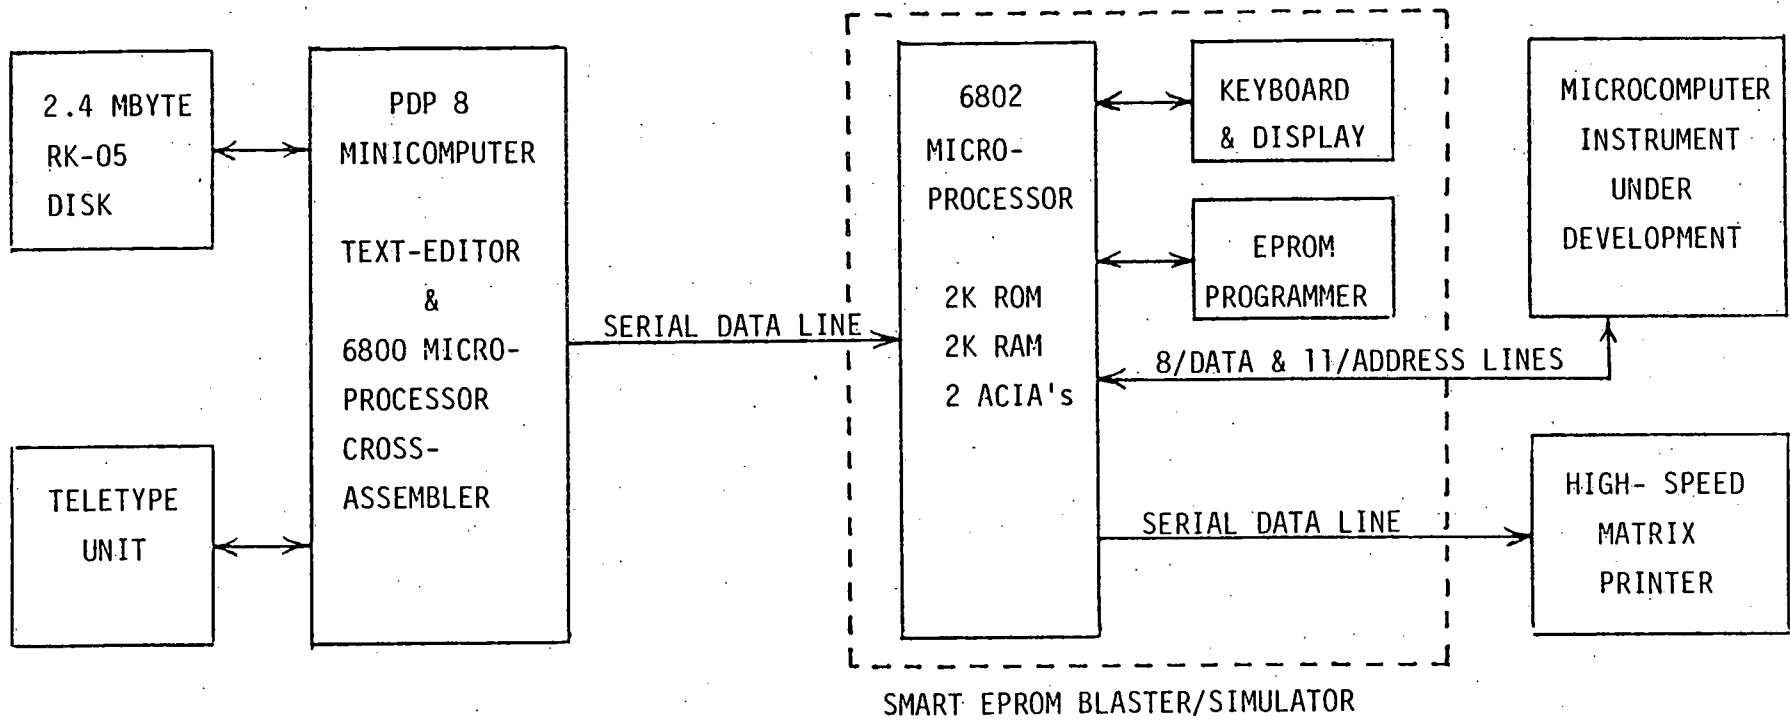 2.4 MBYTE
RK-05
DISK
TELETYPE
UNIT
PDP 8
MINICOMPUTER
TEXT-EDITOR
&
6800 MICRO-
PROCESSOR
CROSS-
ASSEMBLER
SERIAL DATA LINE
6802
MICRO-
PROCESSOR
2K ROM
2K RAM
2 ACIA's
KEYBOARD
& DISPLAY
EPROM
PROGRAMMER
8/DATA & 11/ADDRESS LINES
SERIAL DATA LINE
MICROCOMPUTER
INSTRUMENT
UNDER
DEVELOPMENT
HIGH- SPEED
MATRIX
PRINTER
SMART EPROM BLASTER/SIMULATOR